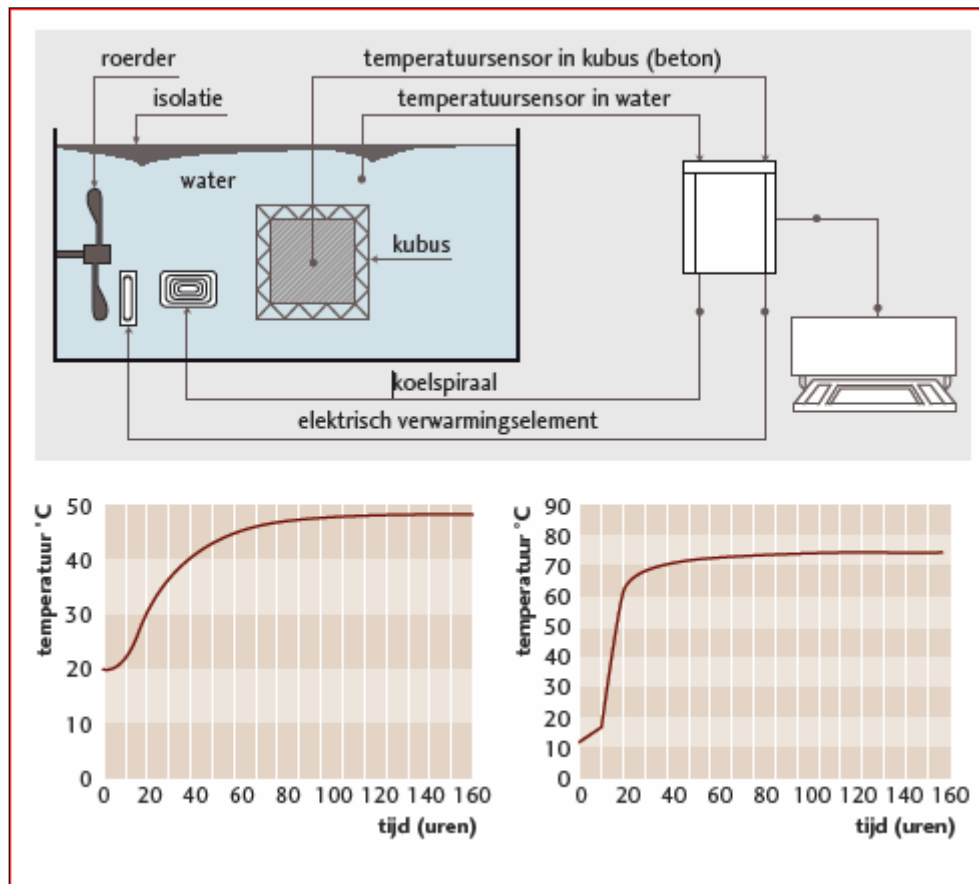 roerder
temperatuursensor in kubus (beton)
isolatie
temperatuursensor in water
water
kubus
koelspiraal
elektrisch verwarmingselement
temperatuur °C
50
40
30
20
10
0
0 20 40 60 80 100 120 140 160
tijd (uren)
temperatuur °C
90
80
70
60
50
40
30
20
10
0
0 20 40 60 80 100 120 140 160
tijd (uren)